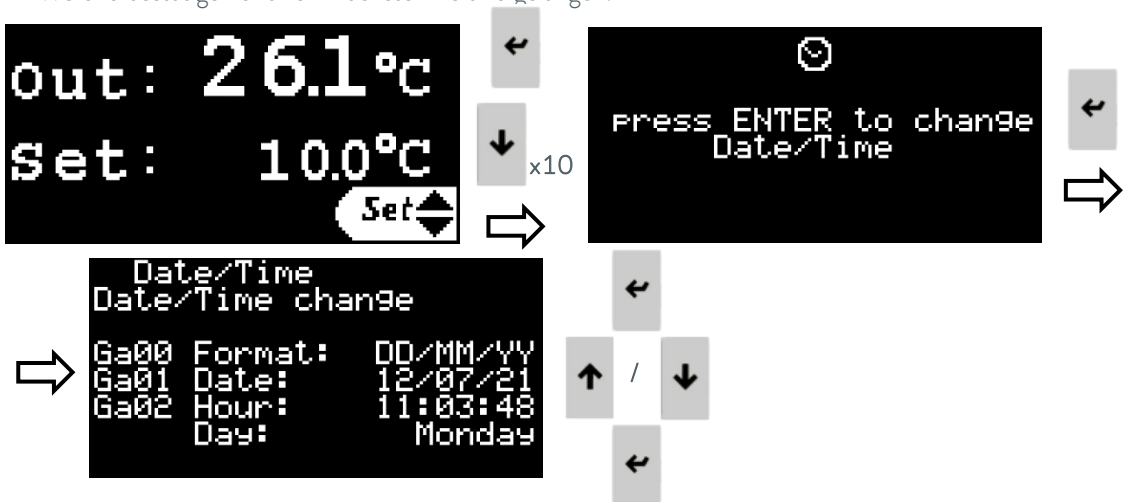 out: 26.1°C
Set: 10.0°C
Set
x10
press ENTER to change
Date/Time
Date/Time
Date/Time change
Ga00 Format: DD/MM/YY
Ga01 Date: 12/07/21
Ga02 Hour: 11:03:48
Day: Monday
/